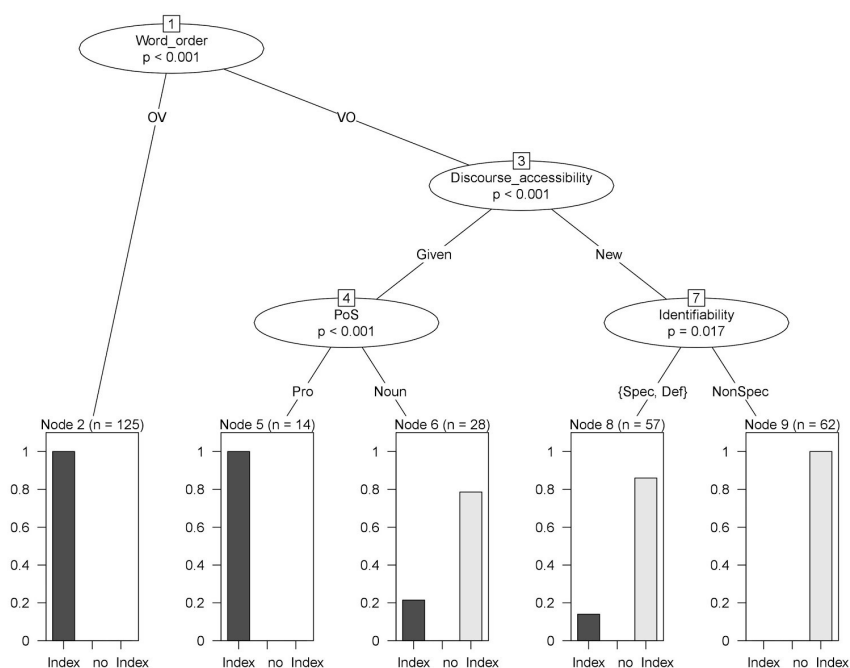 1
Word_order
p < 0.001
OV
VO
3
Discourse_accessibility
p < 0.001
Given
New
4
PoS
p < 0.001
7
Identifiability
p = 0.017
Pro
Noun
{Spec, Def}
NonSpec
Node 2 (n = 125)
1
0.8
0.6
0.4
0.2
0
Index no Index
Node 5 (n = 14)
1
0.8
0.6
0.4
0.2
0
Index no Index
Node 6 (n = 28)
1
0.8
0.6
0.4
0.2
0
Index no Index
Node 8 (n = 57)
1
0.8
0.6
0.4
0.2
0
Index no Index
Node 9 (n = 62)
1
0.8
0.6
0.4
0.2
0
Index no Index